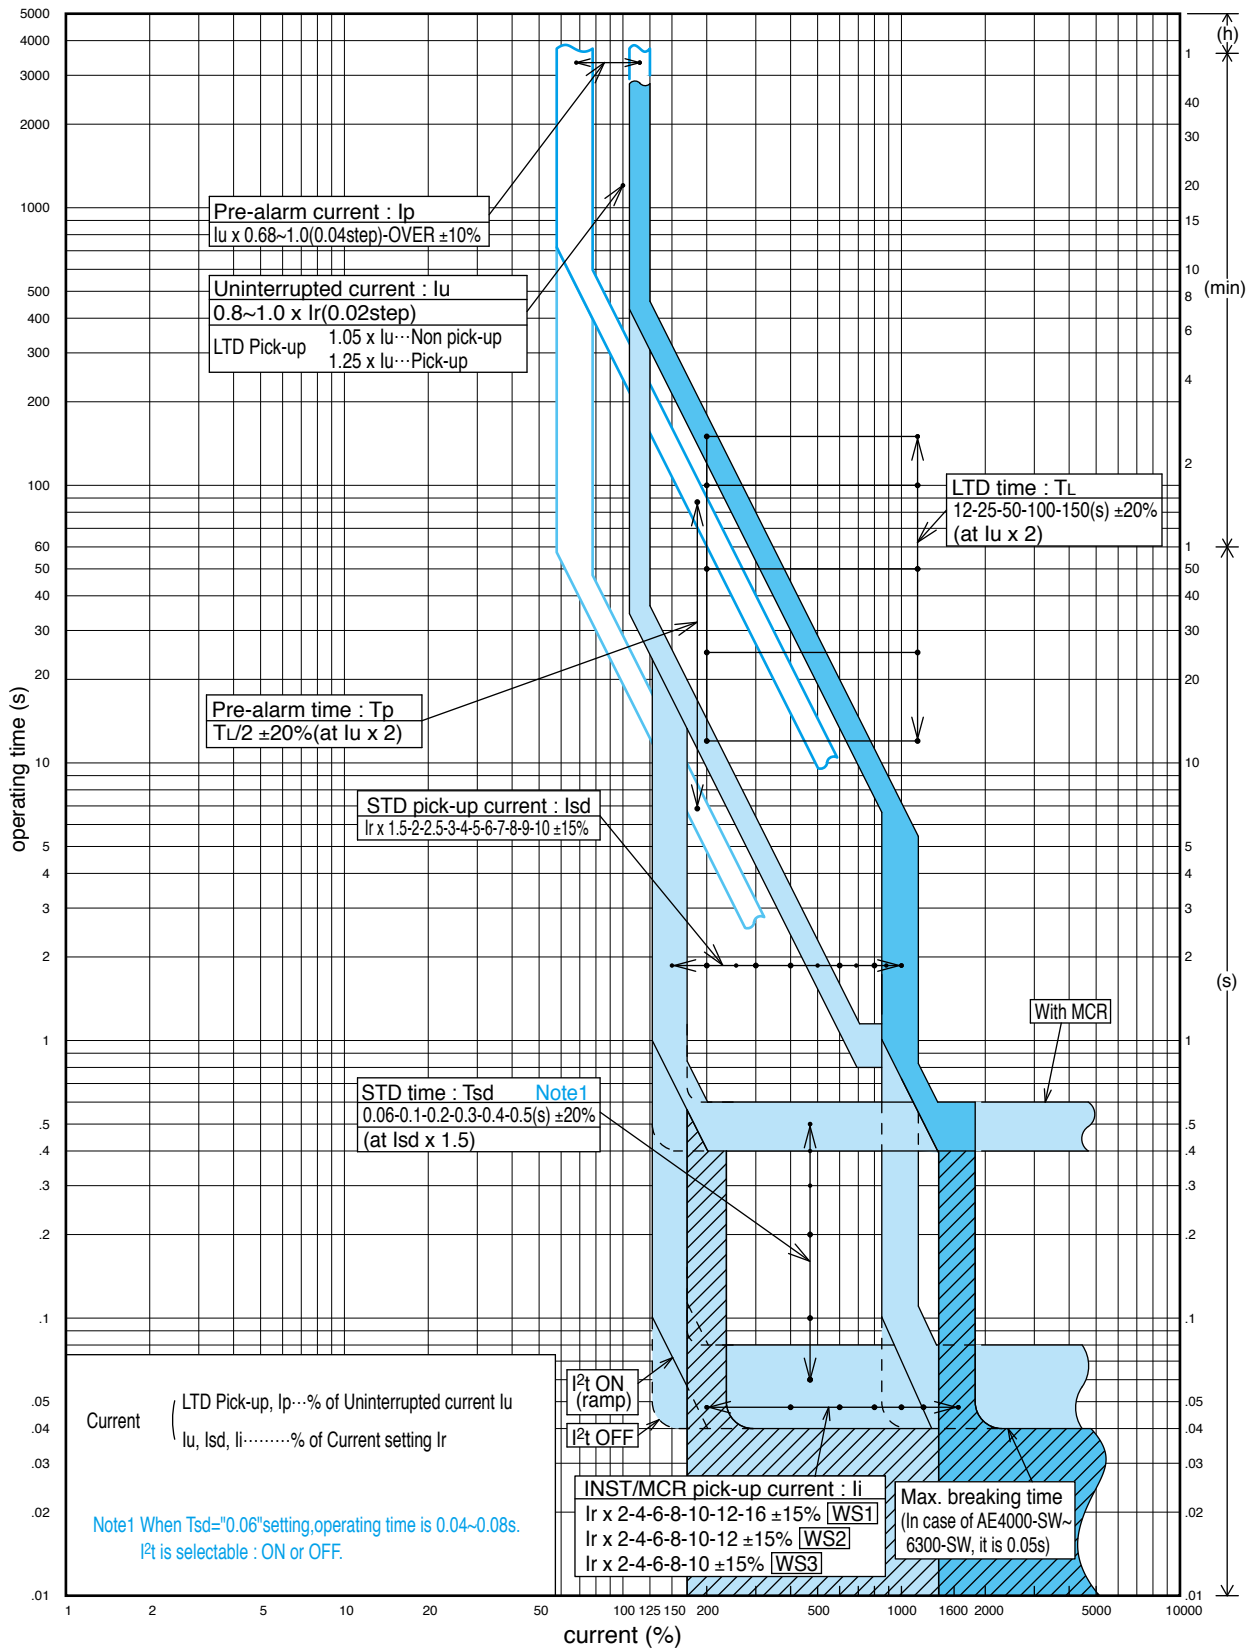 5000
4000
3000
2000
1000
500
400
300
200
100
60
50
40
30
20
10
5
4
3
2
1
.5
.4
.3
.2
.1
.05
.04
.03
.02
.01
operating time (s)
(h)
1
40
30
20
15
10
8
6
4
2
1
(min)
50
40
30
20
10
5
4
3
2
1
.5
.4
.3
.2
.1
.05
.04
.03
.02
.01
(s)
Pre-alarm current : Ip
Iu x 0.68~1.0(0.04step)-OVER ±10%
Uninterrupted current : Iu
0.8~1.0 x Ir(0.02step)
LTD Pick-up 1.05 x Iu···Non pick-up
1.25 x Iu···Pick-up
LTD time : TL
12-25-50-100-150(s) ±20%
(at Iu x 2)
Pre-alarm time : Tp
TL/2 ±20%(at Iu x 2)
STD pick-up current : Isd
Ir x 1.5-2-2.5-3-4-5-6-7-8-9-10 ±15%
With MCR
STD time : Tsd Note1
0.06-0.1-0.2-0.3-0.4-0.5(s) ±20%
(at Isd x 1.5)
I²t ON
(ramp)
I²t OFF
Current
LTD Pick-up, Ip···% of Uninterrupted current Iu
Iu, Isd, Ii·········% of Current setting Ir
Note1 When Tsd="0.06"setting,operating time is 0.04~0.08s.
I²t is selectable : ON or OFF.
INST/MCR pick-up current : Ii
Ir x 2-4-6-8-10-12-16 ±15% WS1
Ir x 2-4-6-8-10-12 ±15% WS2
Ir x 2-4-6-8-10 ±15% WS3
Max. breaking time
(In case of AE4000-SW~
6300-SW, it is 0.05s)
1 2 5 10 20 50 100 125 150 200 500 1000 1600 2000 5000 10000
current (%)